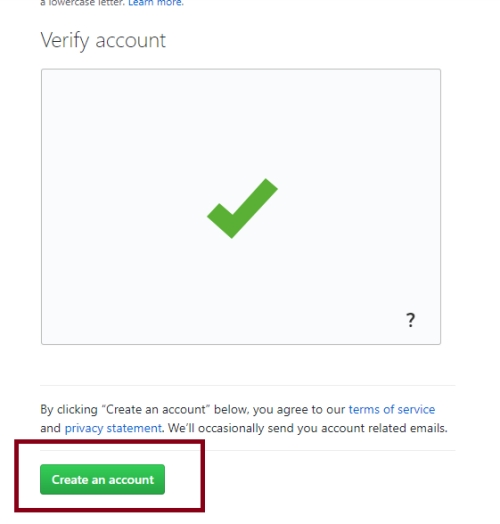 a lowercase letter. Learn more.
Verify account
?
By clicking "Create an account" below, you agree to our terms of service
and privacy statement. We'll occasionally send you account related emails.
Create an account